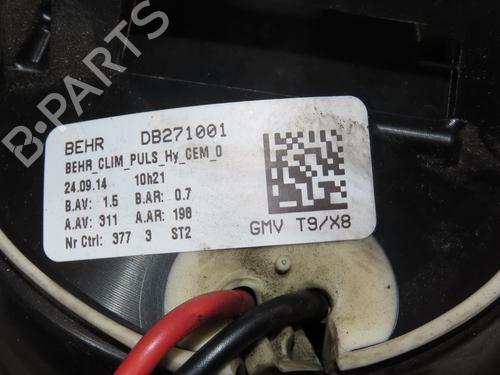 BEHR DB271001
BEHR_CLIM_PULS_Hy_CEM_0
24.09.14 10h21
B.AV: 1.5 B.AR: 0.7
A.AV: 311 A.AR: 198
Nr Ctrl: 377 3 ST2
GMV T9/X8
B-PARTS